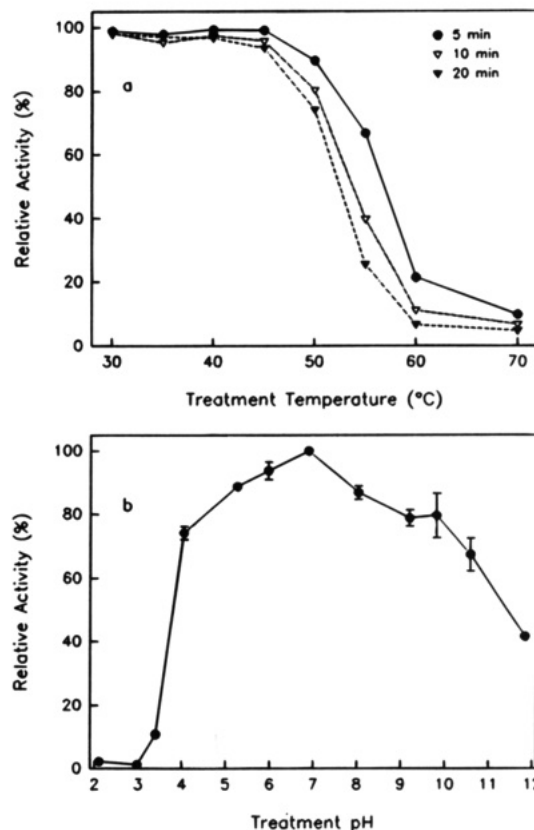 100
80
60
40
20
0
Relative Activity (%)
a
5 min
10 min
20 min
30 40 50 60 70
Treatment Temperature (°C)
100
80
60
40
20
0
Relative Activity (%)
b
2 3 4 5 6 7 8 9 10 11 12
Treatment pH